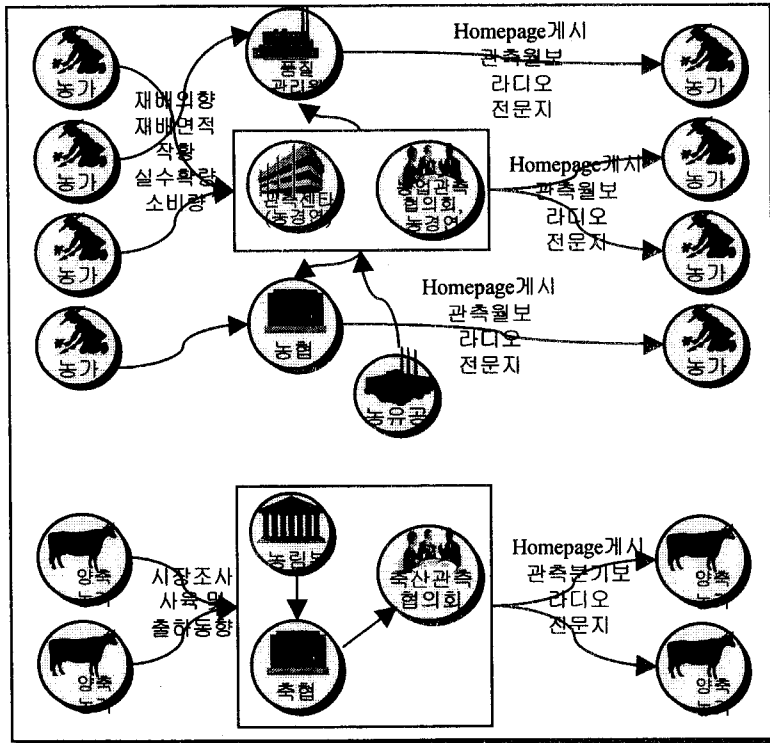 농가
농가
농가
농가
재배의향
재배면적
작황
실수확량
소비량
품질
관리원
관측센타
(농경연)
농업관측
협의회,
농경연
농협
농유공
Homepage게시
관측월보
라디오
전문지
Homepage게시
관측월보
라디오
전문지
Homepage게시
관측월보
라디오
전문지
농가
농가
농가
농가
양축
농가
양축
농가
시장조사
사육 및
출하동향
농림부
축협
축산관측
협의회
Homepage게시
관측분기보
라디오
전문지
양축
농가
양축
농가